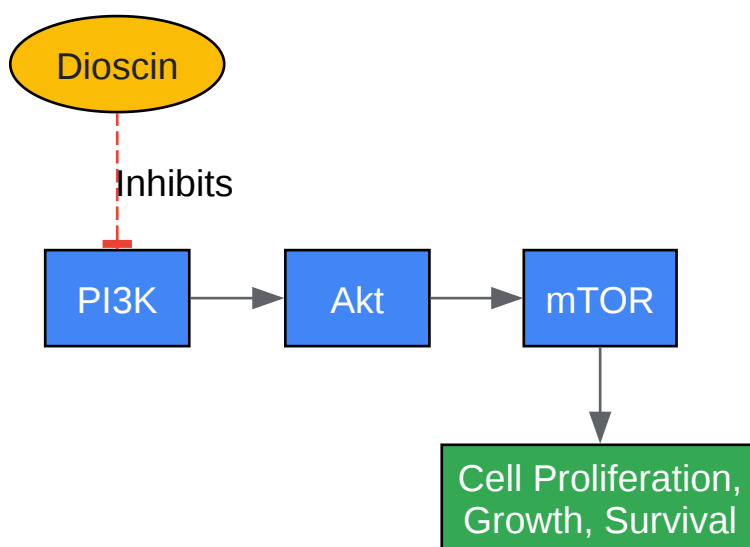 Dioscin
Inhibits
PI3K
Akt
mTOR
Cell Proliferation,
Growth, Survival